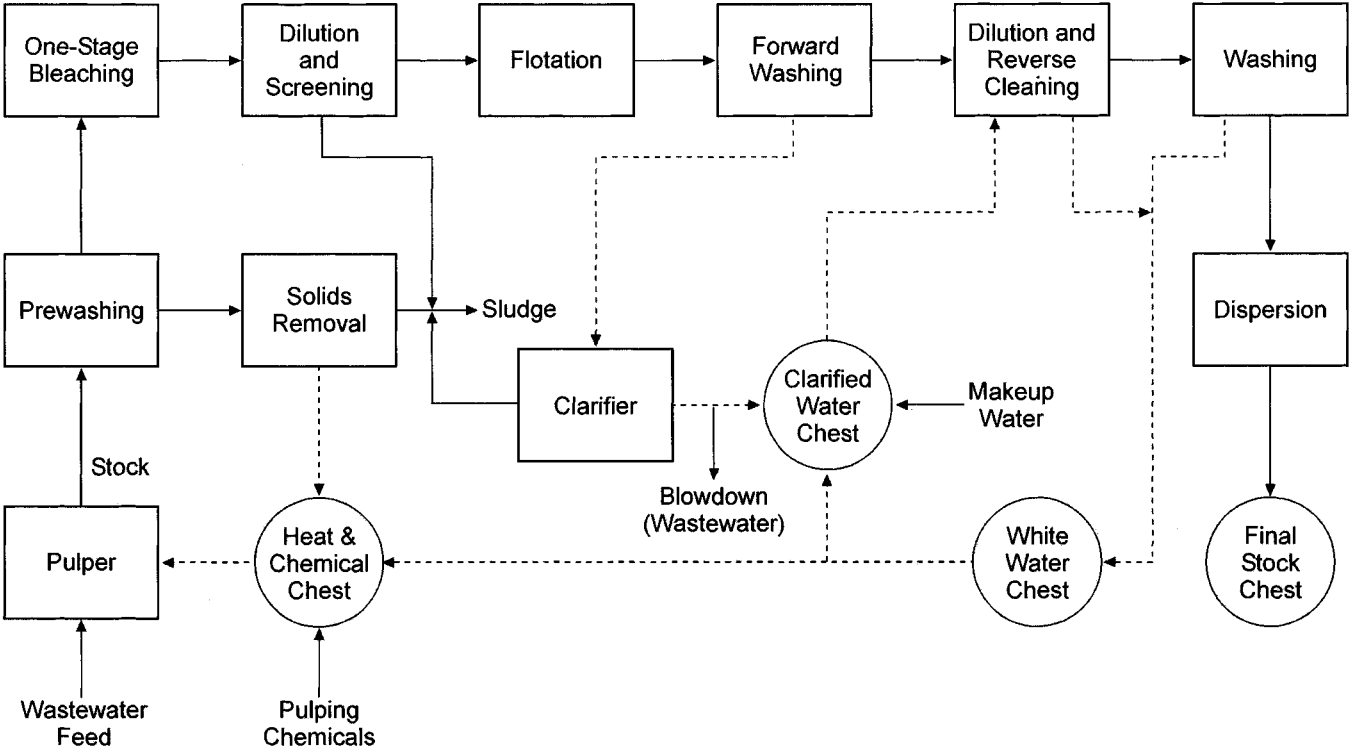 One-Stage
Bleaching
Dilution
and
Screening
Flotation
Forward
Washing
Dilution and
Reverse
Cleaning
Washing
Prewashing
Solids
Removal
Sludge
Clarifier
Clarified
Water
Chest
Makeup
Water
Dispersion
Stock
Blowdown
(Wastewater)
Pulper
Heat &
Chemical
Chest
White
Water
Chest
Final
Stock
Chest
Wastewater
Feed
Pulping
Chemicals